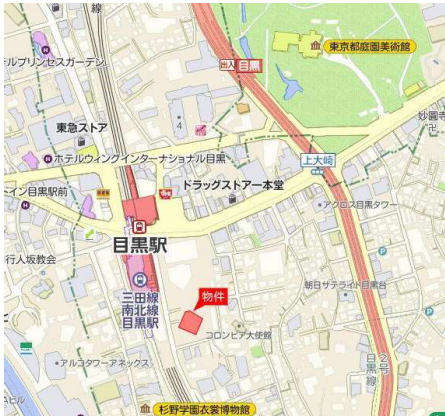 東京都庭園美術館
出入 目黒
プリンセスガーデン
東急ストア
4
妙圓寺
ホテルウィングインターナショナル目黒
上大崎
ドラッグストアー本堂
イン目黒駅前
アクロス目黒タワー
目黒駅
行人坂教会
三田線
南北線
目黒駅
物件
朝日サテライト目黒台
コロンビア大使館
2号
目黒線
アルコタワーアネックス
杉野学園衣裳博物館